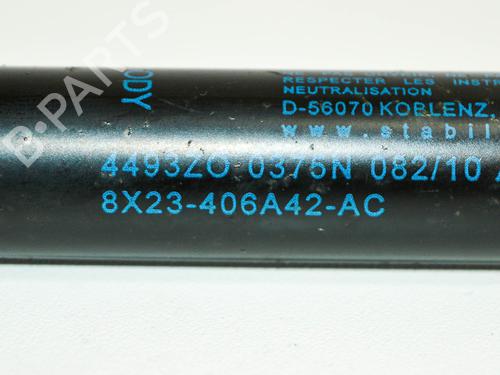 RESPECTER LES INST
NEUTRALISATION
D-56070 KOBLENZ,
www.stabil
ODY
4493ZO 0375N 082/10
8X23-406A42-AC
B-PARTS